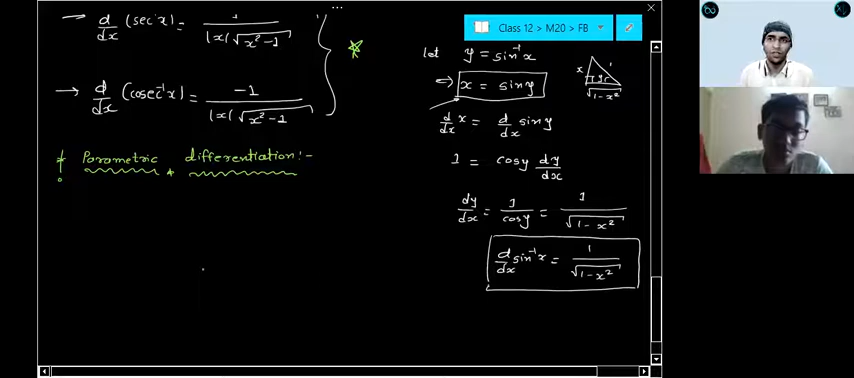 → d/dx (sec⁻¹x) = 1/(|x|√(x²-1))
→ d/dx (cosec⁻¹x) = -1/(|x|√(x²-1))
* Parametric differentiation:-
Class 12 > M20 > FB
let y = sin⁻¹x
⇔ x = sin y
x 1 y √(1-x²)
d/dx x = d/dx sin y
1 = cos y dy/dx
dy/dx = 1/cos y = 1/√(1-x²)
d/dx sin⁻¹x = 1/√(1-x²)